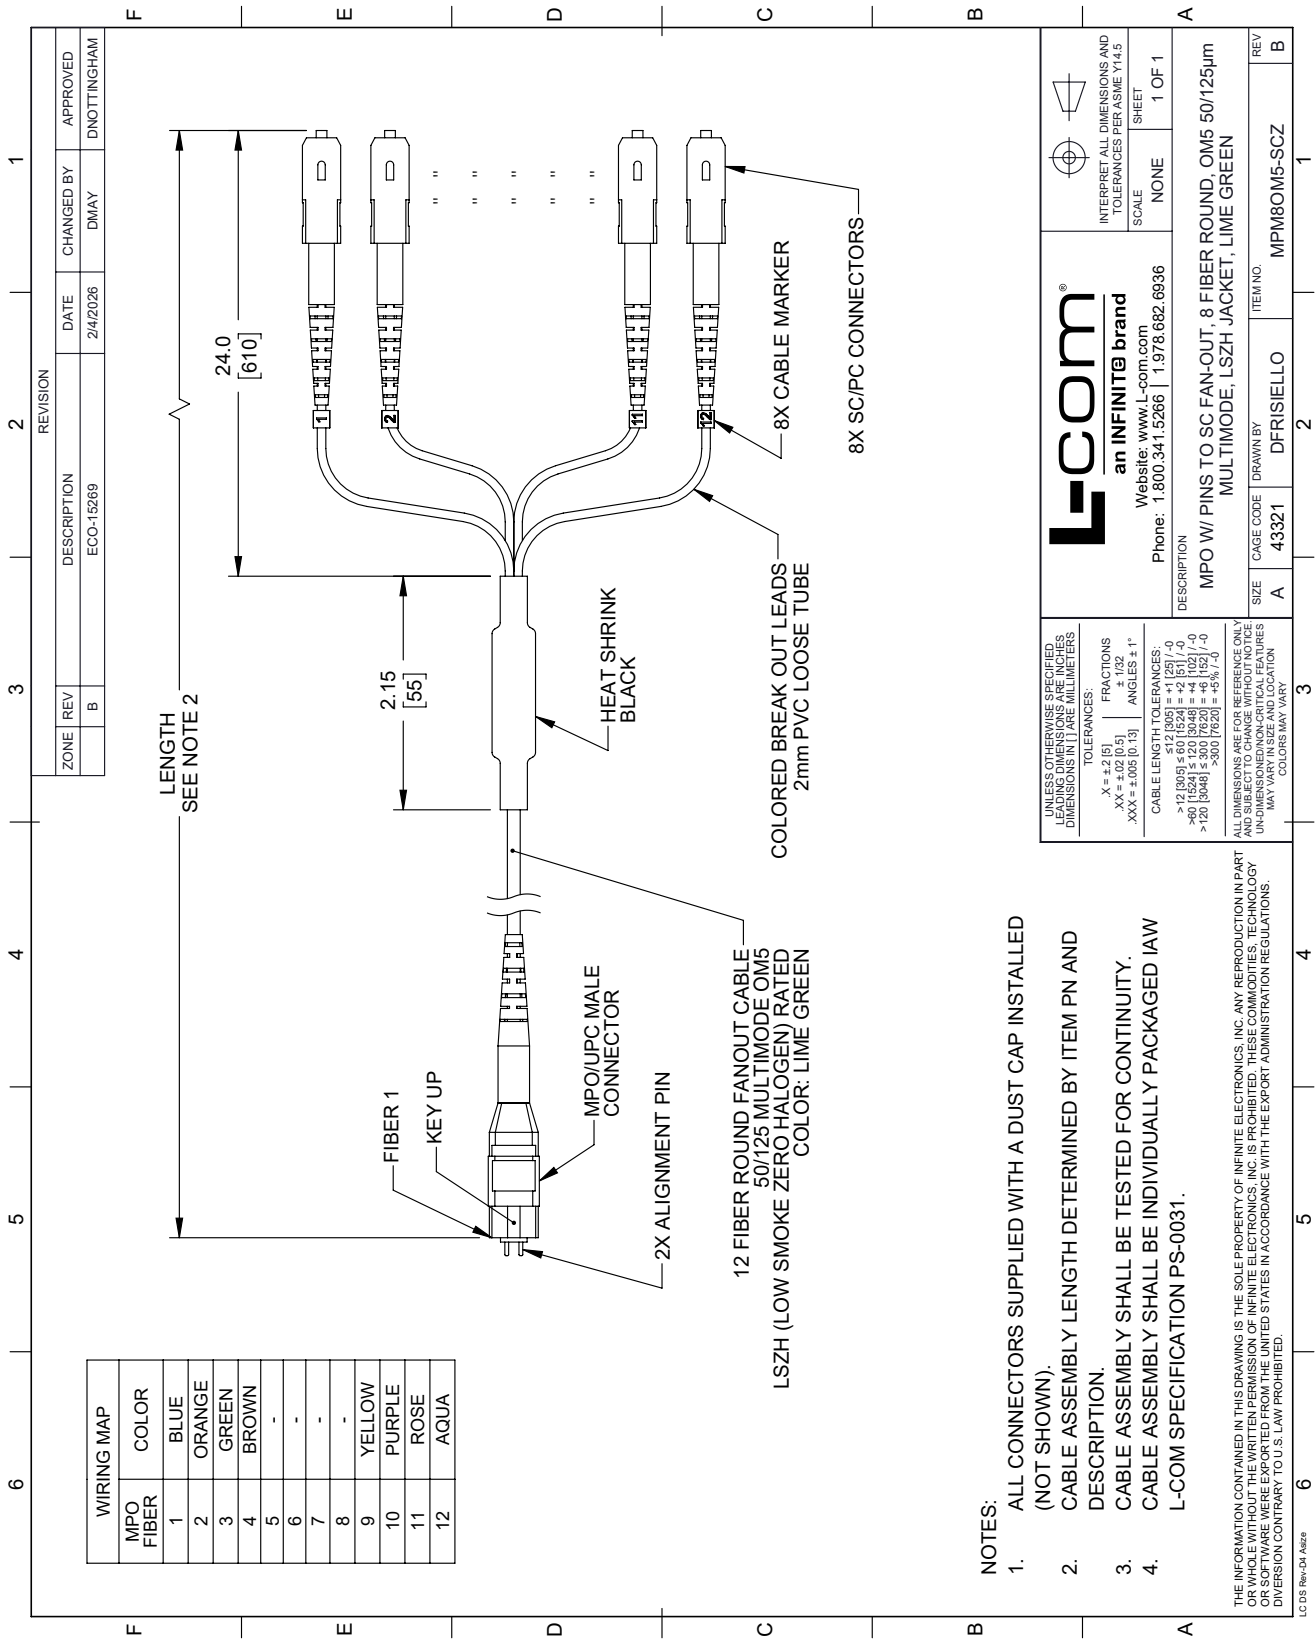 6
5
4
3
2
1
F
E
D
C
B
A
REVISION
ZONE REV DESCRIPTION DATE CHANGED BY APPROVED
B ECO-15269 2/4/2026 DMAY DNOTTINGHAM
WIRING MAP
MPO FIBER COLOR
1 BLUE
2 ORANGE
3 GREEN
4 BROWN
5 -
6 -
7 -
8 -
9 YELLOW
10 PURPLE
11 ROSE
12 AQUA
LENGTH
SEE NOTE 2
24.0
[610]
2.15
[55]
FIBER 1
KEY UP
MPO/UPC MALE
CONNECTOR
2X ALIGNMENT PIN
HEAT SHRINK
BLACK
1
2
11
12
" "
" "
" "
" "
" "
8X CABLE MARKER
8X SC/PC CONNECTORS
COLORED BREAK OUT LEADS
2mm PVC LOOSE TUBE
12 FIBER ROUND FANOUT CABLE
50/125 MULTIMODE OM5
LSZH (LOW SMOKE ZERO HALOGEN) RATED
COLOR: LIME GREEN
NOTES:
1. ALL CONNECTORS SUPPLIED WITH A DUST CAP INSTALLED
(NOT SHOWN).
2. CABLE ASSEMBLY LENGTH DETERMINED BY ITEM PN AND
DESCRIPTION.
3. CABLE ASSEMBLY SHALL BE TESTED FOR CONTINUITY.
4. CABLE ASSEMBLY SHALL BE INDIVIDUALLY PACKAGED IAW
L-COM SPECIFICATION PS-0031.
THE INFORMATION CONTAINED IN THIS DRAWING IS THE SOLE PROPERTY OF INFINITE ELECTRONICS, INC. ANY REPRODUCTION IN PART
OR WHOLE WITHOUT THE WRITTEN PERMISSION OF INFINITE ELECTRONICS, INC. IS PROHIBITED. THESE COMMODITIES, TECHNOLOGY
OR SOFTWARE WERE EXPORTED FROM THE UNITED STATES IN ACCORDANCE WITH THE EXPORT ADMINISTRATION REGULATIONS.
DIVERSION CONTRARY TO U.S. LAW PROHIBITED.
UNLESS OTHERWISE SPECIFIED
LEADING DIMENSIONS ARE INCHES
DIMENSIONS IN [ ] ARE MILLIMETERS
TOLERANCES:
.X = ±.2 [5] FRACTIONS
.XX = ±.02 [0.5] ± 1/32
.XXX = ±.005 [0.13] ANGLES ± 1°
CABLE LENGTH TOLERANCES:
≤12 [305] = +1 [25] / -0
>12 [305] ≤ 60 [1524] = +2 [51] / -0
>60 [1524] ≤ 120 [3048] = +4 [102] / -0
>120 [3048] ≤ 300 [7620] = +6 [152] / -0
>300 [7620] = +5% / -0
ALL DIMENSIONS ARE FOR REFERENCE ONLY
AND SUBJECT TO CHANGE WITHOUT NOTICE.
UN-DIMENSIONED/NON-CRITICAL FEATURES
MAY VARY IN SIZE AND LOCATION
COLORS MAY VARY
L-com®
an INFINITE brand
Website: www.L-com.com
Phone: 1.800.341.5266 | 1.978.682.6936
INTERPRET ALL DIMENSIONS AND
TOLERANCES PER ASME Y14.5
SCALE NONE
SHEET 1 OF 1
DESCRIPTION
MPO W/ PINS TO SC FAN-OUT, 8 FIBER ROUND, OM5 50/125µm
MULTIMODE, LSZH JACKET, LIME GREEN
SIZE A
CAGE CODE 43321
DRAWN BY DFRISIELLO
ITEM NO. MPM8OM5-SCZ
REV B
F
E
D
C
B
A
LC DS Rev-D4 Asize
6
5
4
3
2
1